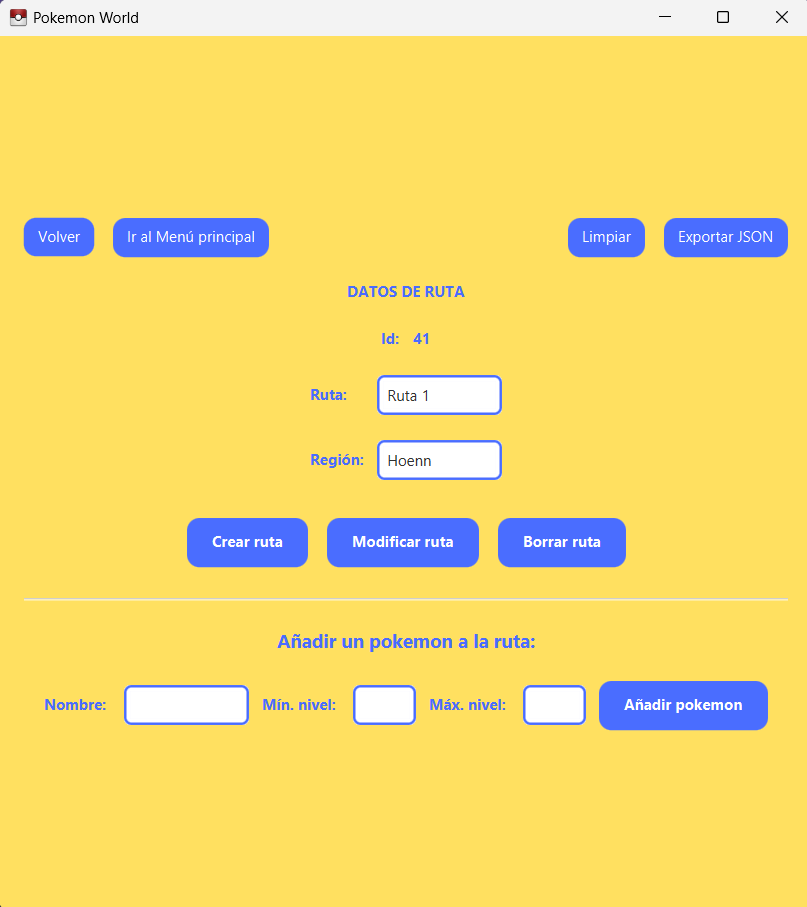 Pokemon World
Volver Ir al Menú principal Limpiar Exportar JSON
DATOS DE RUTA
Id: 41
Ruta: Ruta 1
Región: Hoenn
Crear ruta Modificar ruta Borrar ruta
Añadir un pokemon a la ruta:
Nombre: Mín. nivel: Máx. nivel: Añadir pokemon